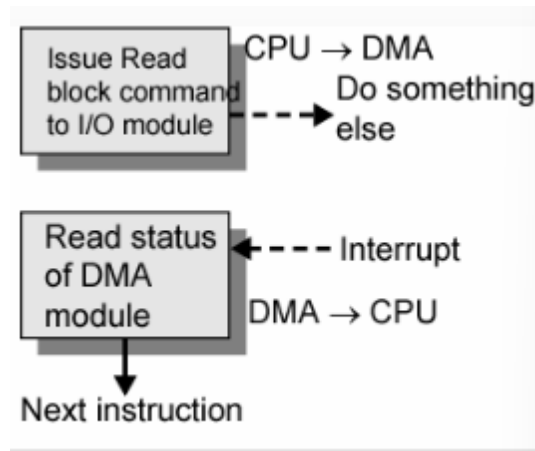 Issue Read
block command
to I/O module
CPU → DMA
Do something
else
Read status
of DMA
module
Interrupt
DMA → CPU
Next instruction